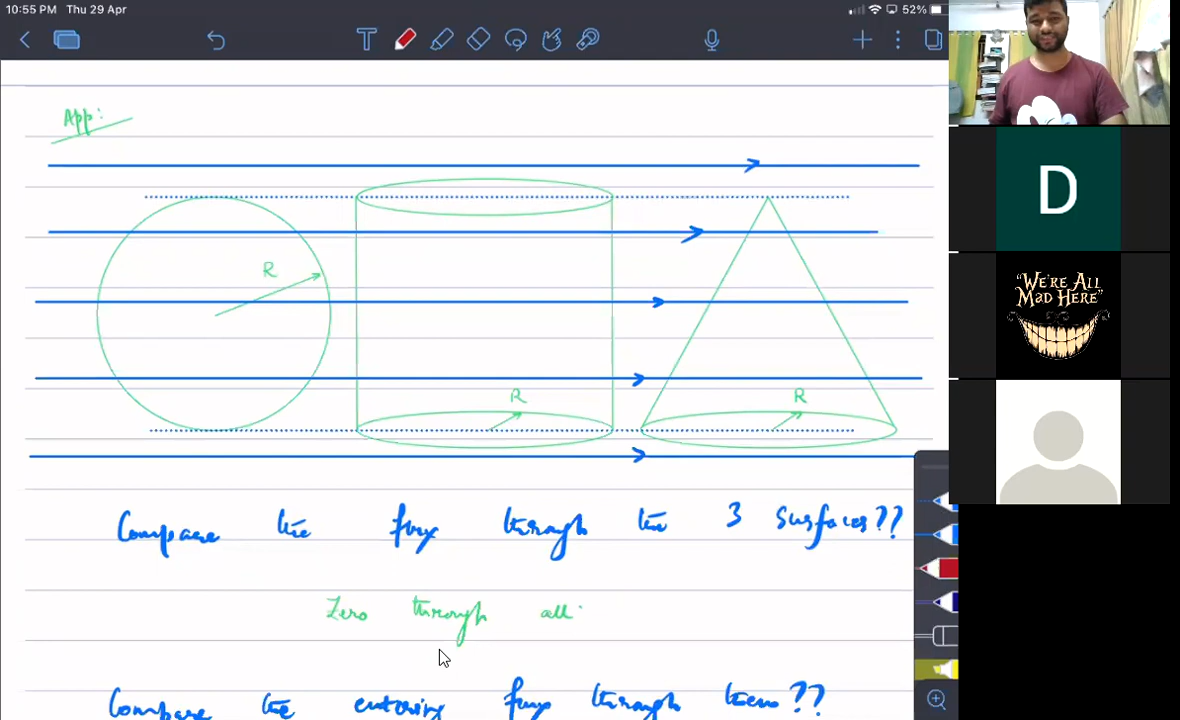 10:55 PM Thu 29 Apr
52%
T
App:
R
R
R
Compare the flux through the 3 surfaces??
Zero through all.
Compare the entering flux through them??
D
"WE'RE ALL
MAD HERE"